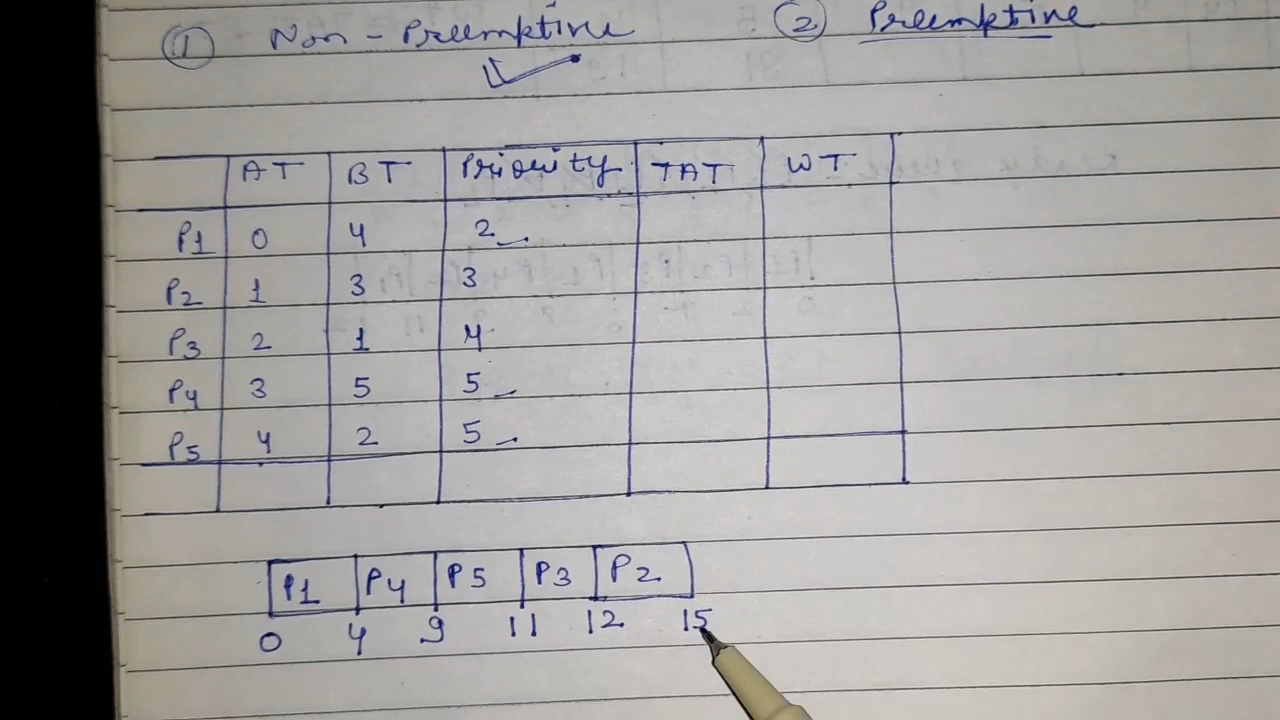 ① Non-Preemptive ② Preemptive
AT BT Priority TAT WT
P1 0 4 2
P2 1 3 3
P3 2 1 4
P4 3 5 5
P5 4 2 5
P1 P4 P5 P3 P2
0 4 9 11 12 15